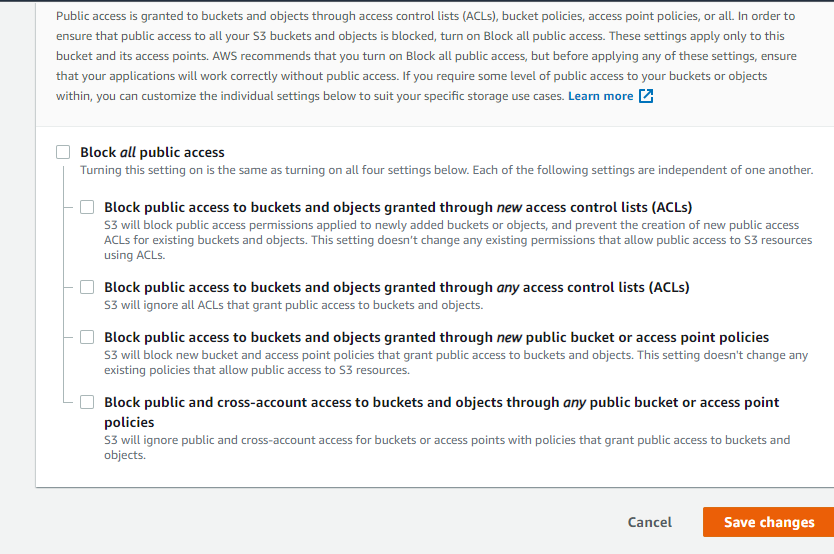 Public access is granted to buckets and objects through access control lists (ACLs), bucket policies, access point policies, or all. In order to
ensure that public access to all your S3 buckets and objects is blocked, turn on Block all public access. These settings apply only to this
bucket and its access points. AWS recommends that you turn on Block all public access, but before applying any of these settings, ensure
that your applications will work correctly without public access. If you require some level of public access to your buckets or objects
within, you can customize the individual settings below to suit your specific storage use cases. Learn more
Block all public access
Turning this setting on is the same as turning on all four settings below. Each of the following settings are independent of one another.
Block public access to buckets and objects granted through new access control lists (ACLs)
S3 will block public access permissions applied to newly added buckets or objects, and prevent the creation of new public access
ACLs for existing buckets and objects. This setting doesn't change any existing permissions that allow public access to S3 resources
using ACLs.
Block public access to buckets and objects granted through any access control lists (ACLs)
S3 will ignore all ACLs that grant public access to buckets and objects.
Block public access to buckets and objects granted through new public bucket or access point policies
S3 will block new bucket and access point policies that grant public access to buckets and objects. This setting doesn't change any
existing policies that allow public access to S3 resources.
Block public and cross-account access to buckets and objects through any public bucket or access point
policies
S3 will ignore public and cross-account access for buckets or access points with policies that grant public access to buckets and
objects.
Cancel
Save changes